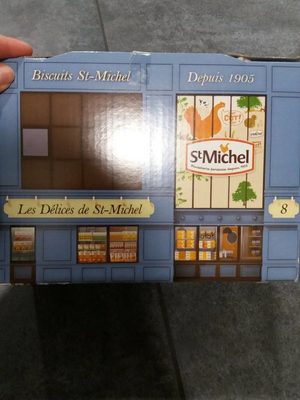 Biscuits St-Michel
Depuis 1905
St Michel
Les Délices de St-Michel
8